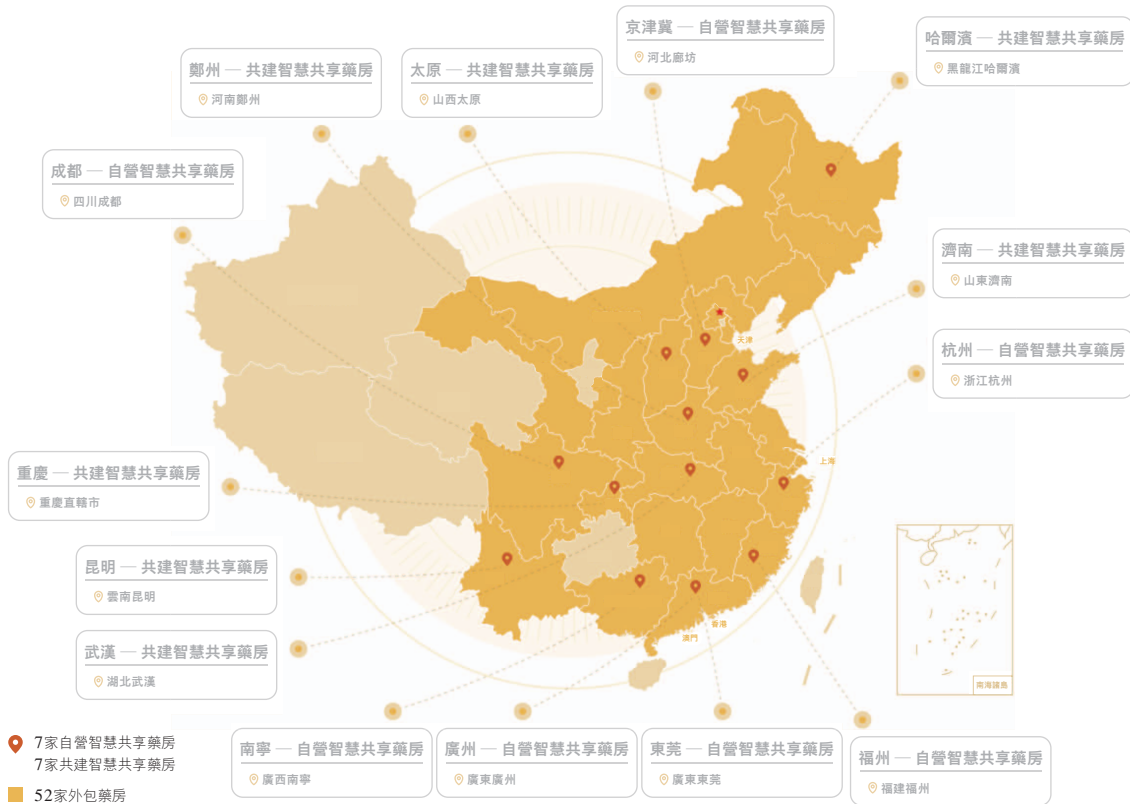 京津冀 — 自營智慧共享藥房
河北廊坊
哈爾濱 — 共建智慧共享藥房
黑龍江哈爾濱
鄭州 — 共建智慧共享藥房
河南鄭州
太原 — 共建智慧共享藥房
山西太原
成都 — 自營智慧共享藥房
四川成都
濟南 — 共建智慧共享藥房
山東濟南
天津
杭州 — 自營智慧共享藥房
浙江杭州
上海
重慶 — 共建智慧共享藥房
重慶直轄市
昆明 — 共建智慧共享藥房
雲南昆明
香港
澳門
武漢 — 共建智慧共享藥房
湖北武漢
南海諸島
南寧 — 自營智慧共享藥房
廣西南寧
廣州 — 自營智慧共享藥房
廣東廣州
東莞 — 自營智慧共享藥房
廣東東莞
福州 — 自營智慧共享藥房
福建福州
7家自營智慧共享藥房
7家共建智慧共享藥房
52家外包藥房